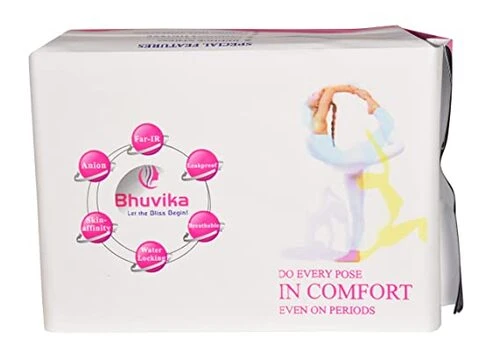 SPECIAL FEATURES
Far-IR
Anion
Leakproof
Bhuvika
Let the Bliss Begin!
Skin-
affinity
Breathable
Water
Locking
DO EVERY POSE
IN COMFORT
EVEN ON PERIODS